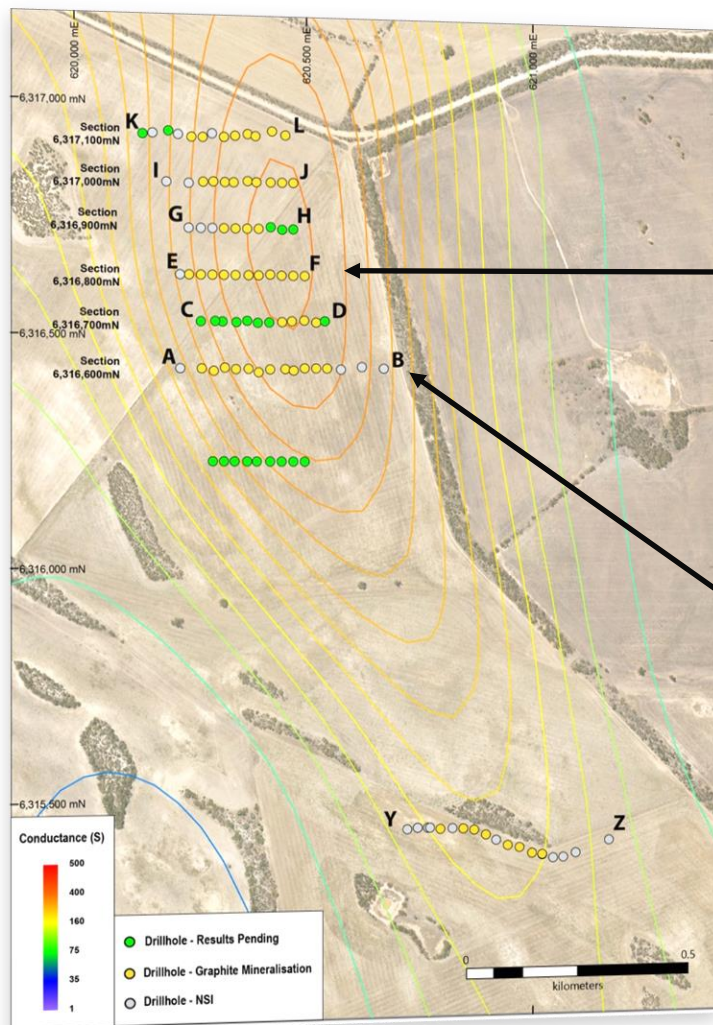 620,000 mE
620,500 mE
621,000 mE
6,317,000 mN
K
L
Section
6,317,100mN
I
J
Section
6,317,000mN
G
H
Section
6,316,900mN
E
F
Section
6,316,800mN
C
D
Section
6,316,700mN
6,316,500 mN
A
B
Section
6,316,600mN
6,316,000 mN
6,315,500 mN
Y
Z
Conductance (S)
500
400
160
75
35
1
Drillhole - Results Pending
Drillhole - Graphite Mineralisation
Drillhole - NSI
0
0.5
kilometers